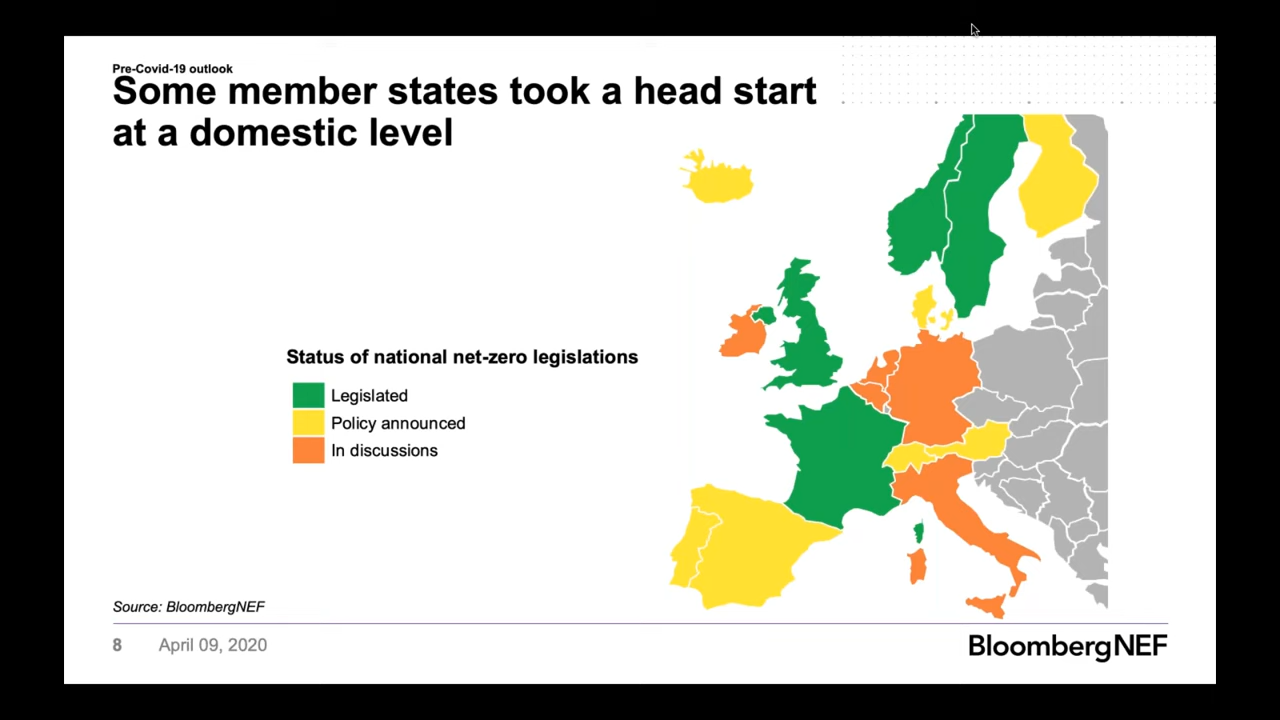 Pre-Covid-19 outlook
Some member states took a head start
at a domestic level
Status of national net-zero legislations
Legislated
Policy announced
In discussions
Source: BloombergNEF
8 April 09, 2020
BloombergNEF